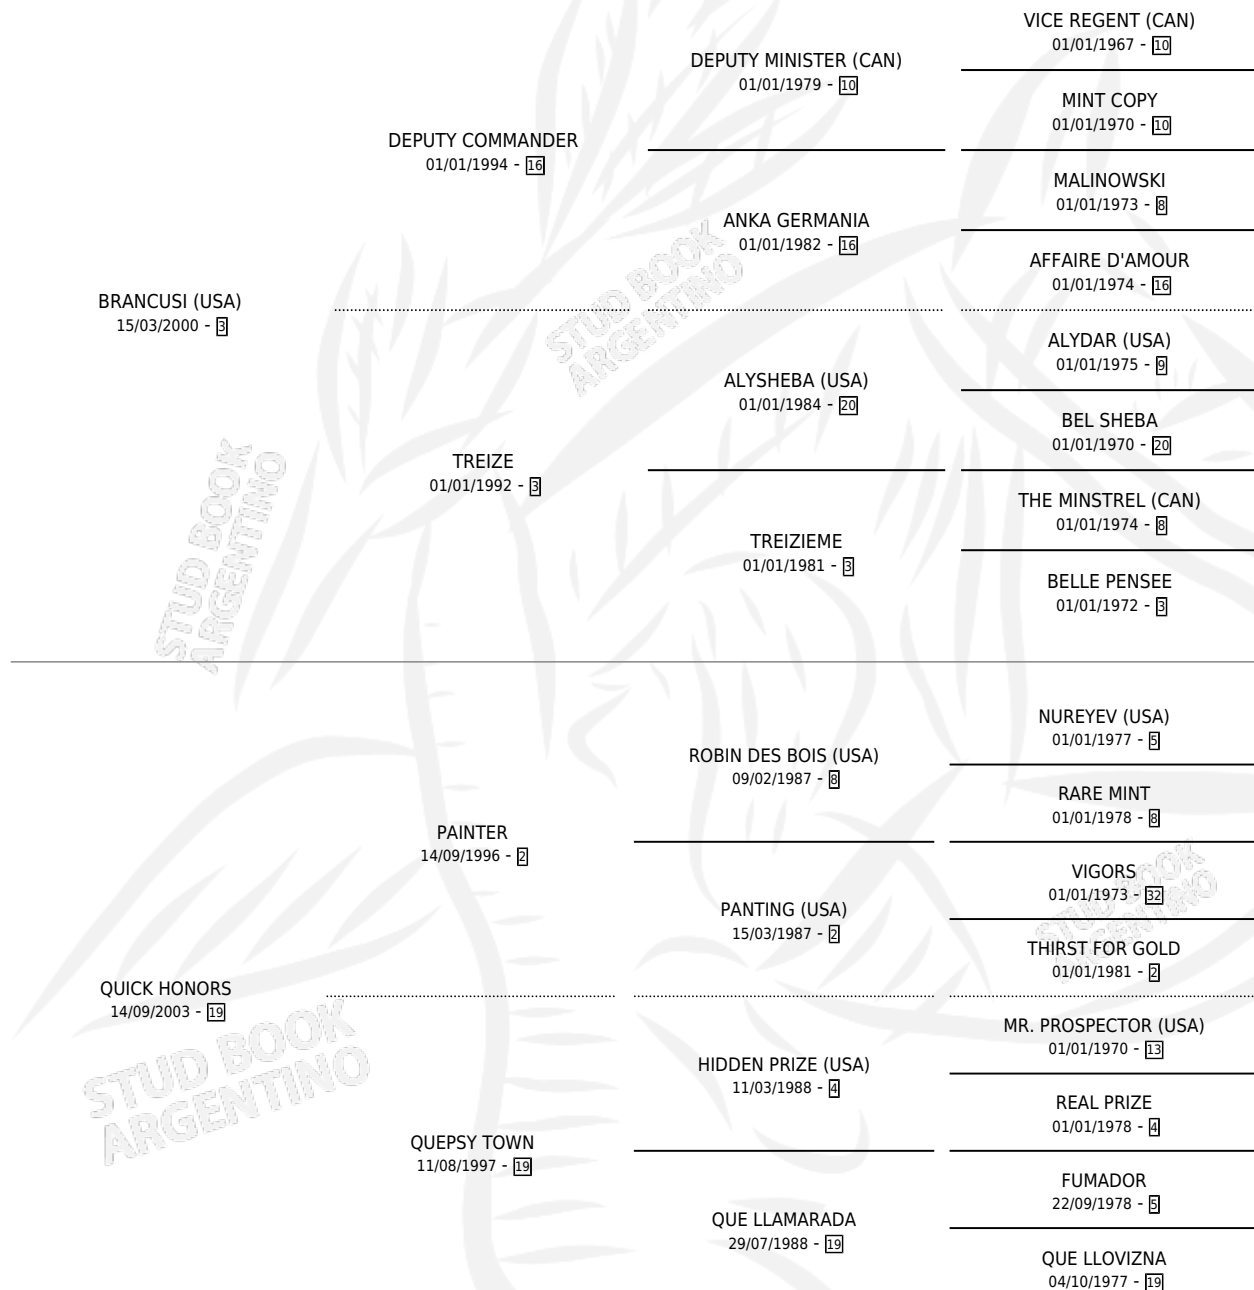 VICE REGENT (CAN)
01/01/1967 - 10
DEPUTY MINISTER (CAN)
01/01/1979 - 10
MINT COPY
01/01/1970 - 10
DEPUTY COMMANDER
01/01/1994 - 16
MALINOWSKI
01/01/1973 - 8
ANKA GERMANIA
01/01/1982 - 16
AFFAIRE D'AMOUR
01/01/1974 - 16
BRANCUSI (USA)
15/03/2000 - 3
STUD BOOK
ARGENTINO
ALYDAR (USA)
01/01/1975 - 9
ALYSHEBA (USA)
01/01/1984 - 20
BEL SHEBA
01/01/1970 - 20
TREIZE
01/01/1992 - 3
THE MINSTREL (CAN)
01/01/1974 - 8
TREIZIEME
01/01/1981 - 3
BELLE PENSEE
01/01/1972 - 3
STUD BOOK
ARGENTINO
NUREYEV (USA)
01/01/1977 - 5
ROBIN DES BOIS (USA)
09/02/1987 - 8
RARE MINT
01/01/1978 - 8
PAINTER
14/09/1996 - 2
VIGORS
01/01/1973 - 32
PANTING (USA)
15/03/1987 - 2
THIRST FOR GOLD
01/01/1981 - 2
STUD BOOK
ARGENTINO
QUICK HONORS
14/09/2003 - 19
MR. PROSPECTOR (USA)
01/01/1970 - 13
HIDDEN PRIZE (USA)
11/03/1988 - 4
REAL PRIZE
01/01/1978 - 4
STUD BOOK
ARGENTINO
QUEPSY TOWN
11/08/1997 - 19
FUMADOR
22/09/1978 - 5
QUE LLAMARADA
29/07/1988 - 19
QUE LLOVIZNA
04/10/1977 - 19